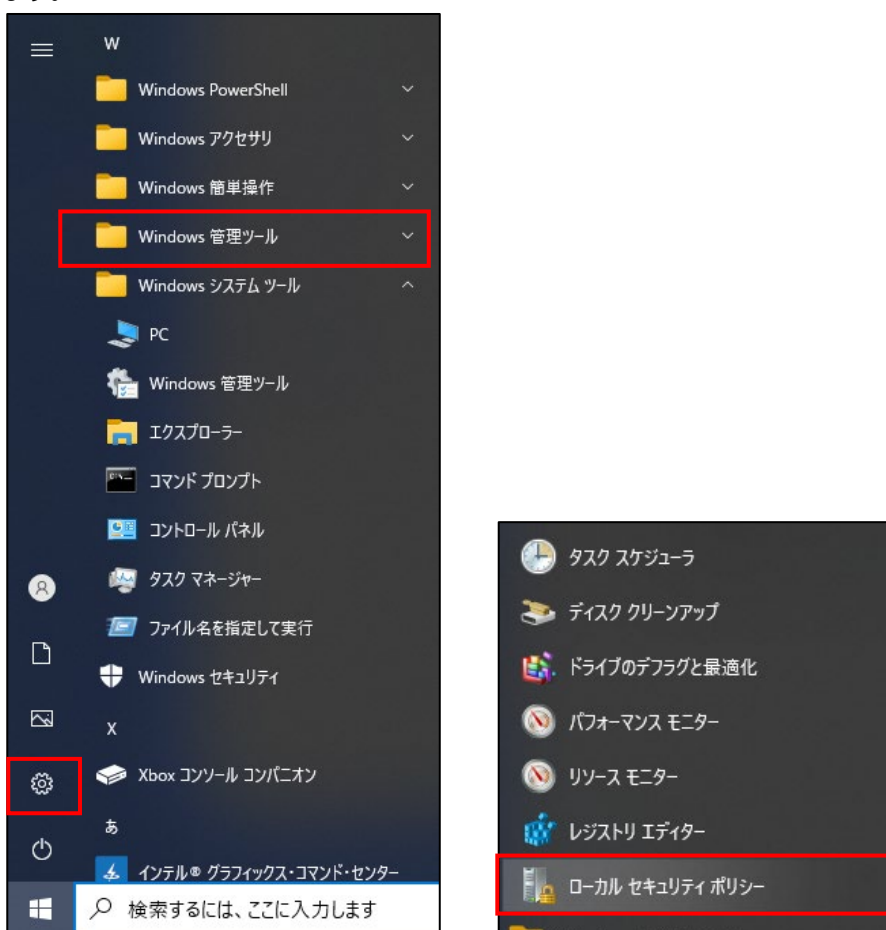 W
Windows PowerShell
Windows アクセサリ
Windows 簡単操作
Windows 管理ツール
Windows システム ツール
PC
Windows 管理ツール
エクスプローラー
コマンド プロンプト
コントロール パネル
タスク マネージャー
ファイル名を指定して実行
Windows セキュリティ
X
Xbox コンソール コンパニオン
あ
インテル® グラフィックス・コマンド・センター
検索するには、ここに入力します
タスク スケジューラ
ディスク クリーンアップ
ドライブのデフラグと最適化
パフォーマンス モニター
リソース モニター
レジストリ エディター
ローカル セキュリティ ポリシー